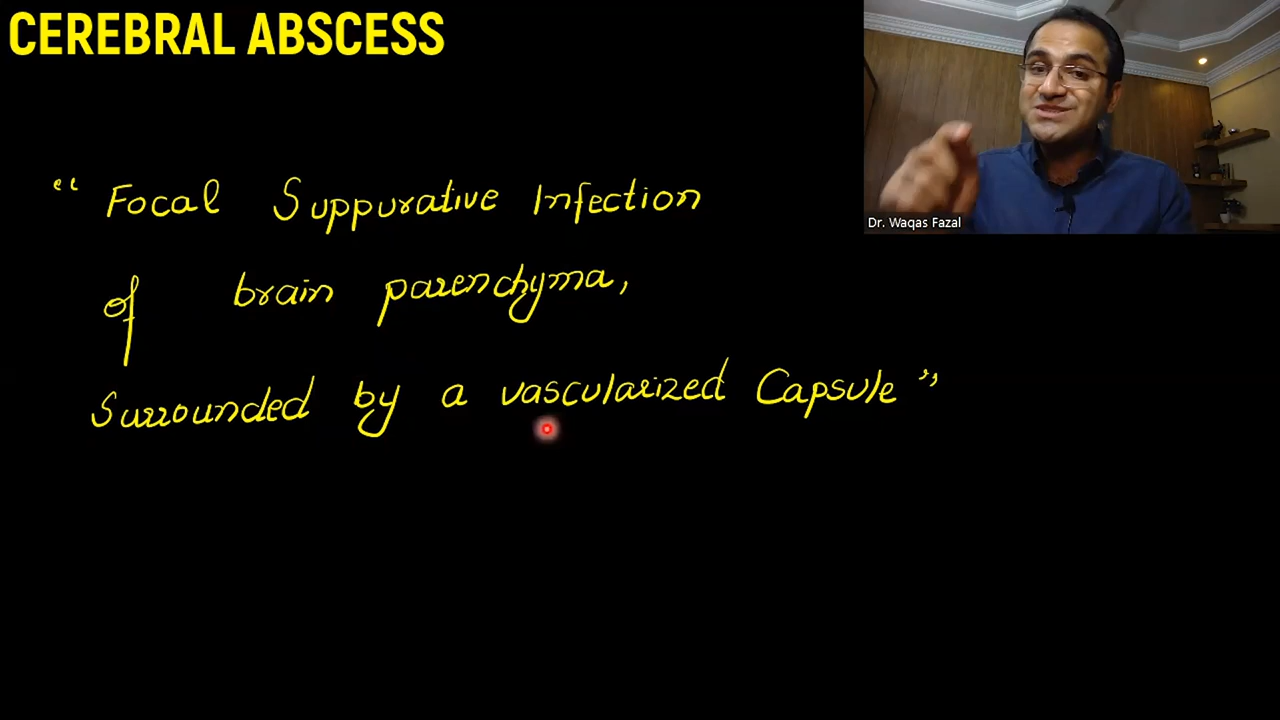 CEREBRAL ABSCESS
Dr. Waqas Fazal
“ Focal Suppurative Infection
of brain parenchyma,
Surrounded by a vascularized Capsule ”